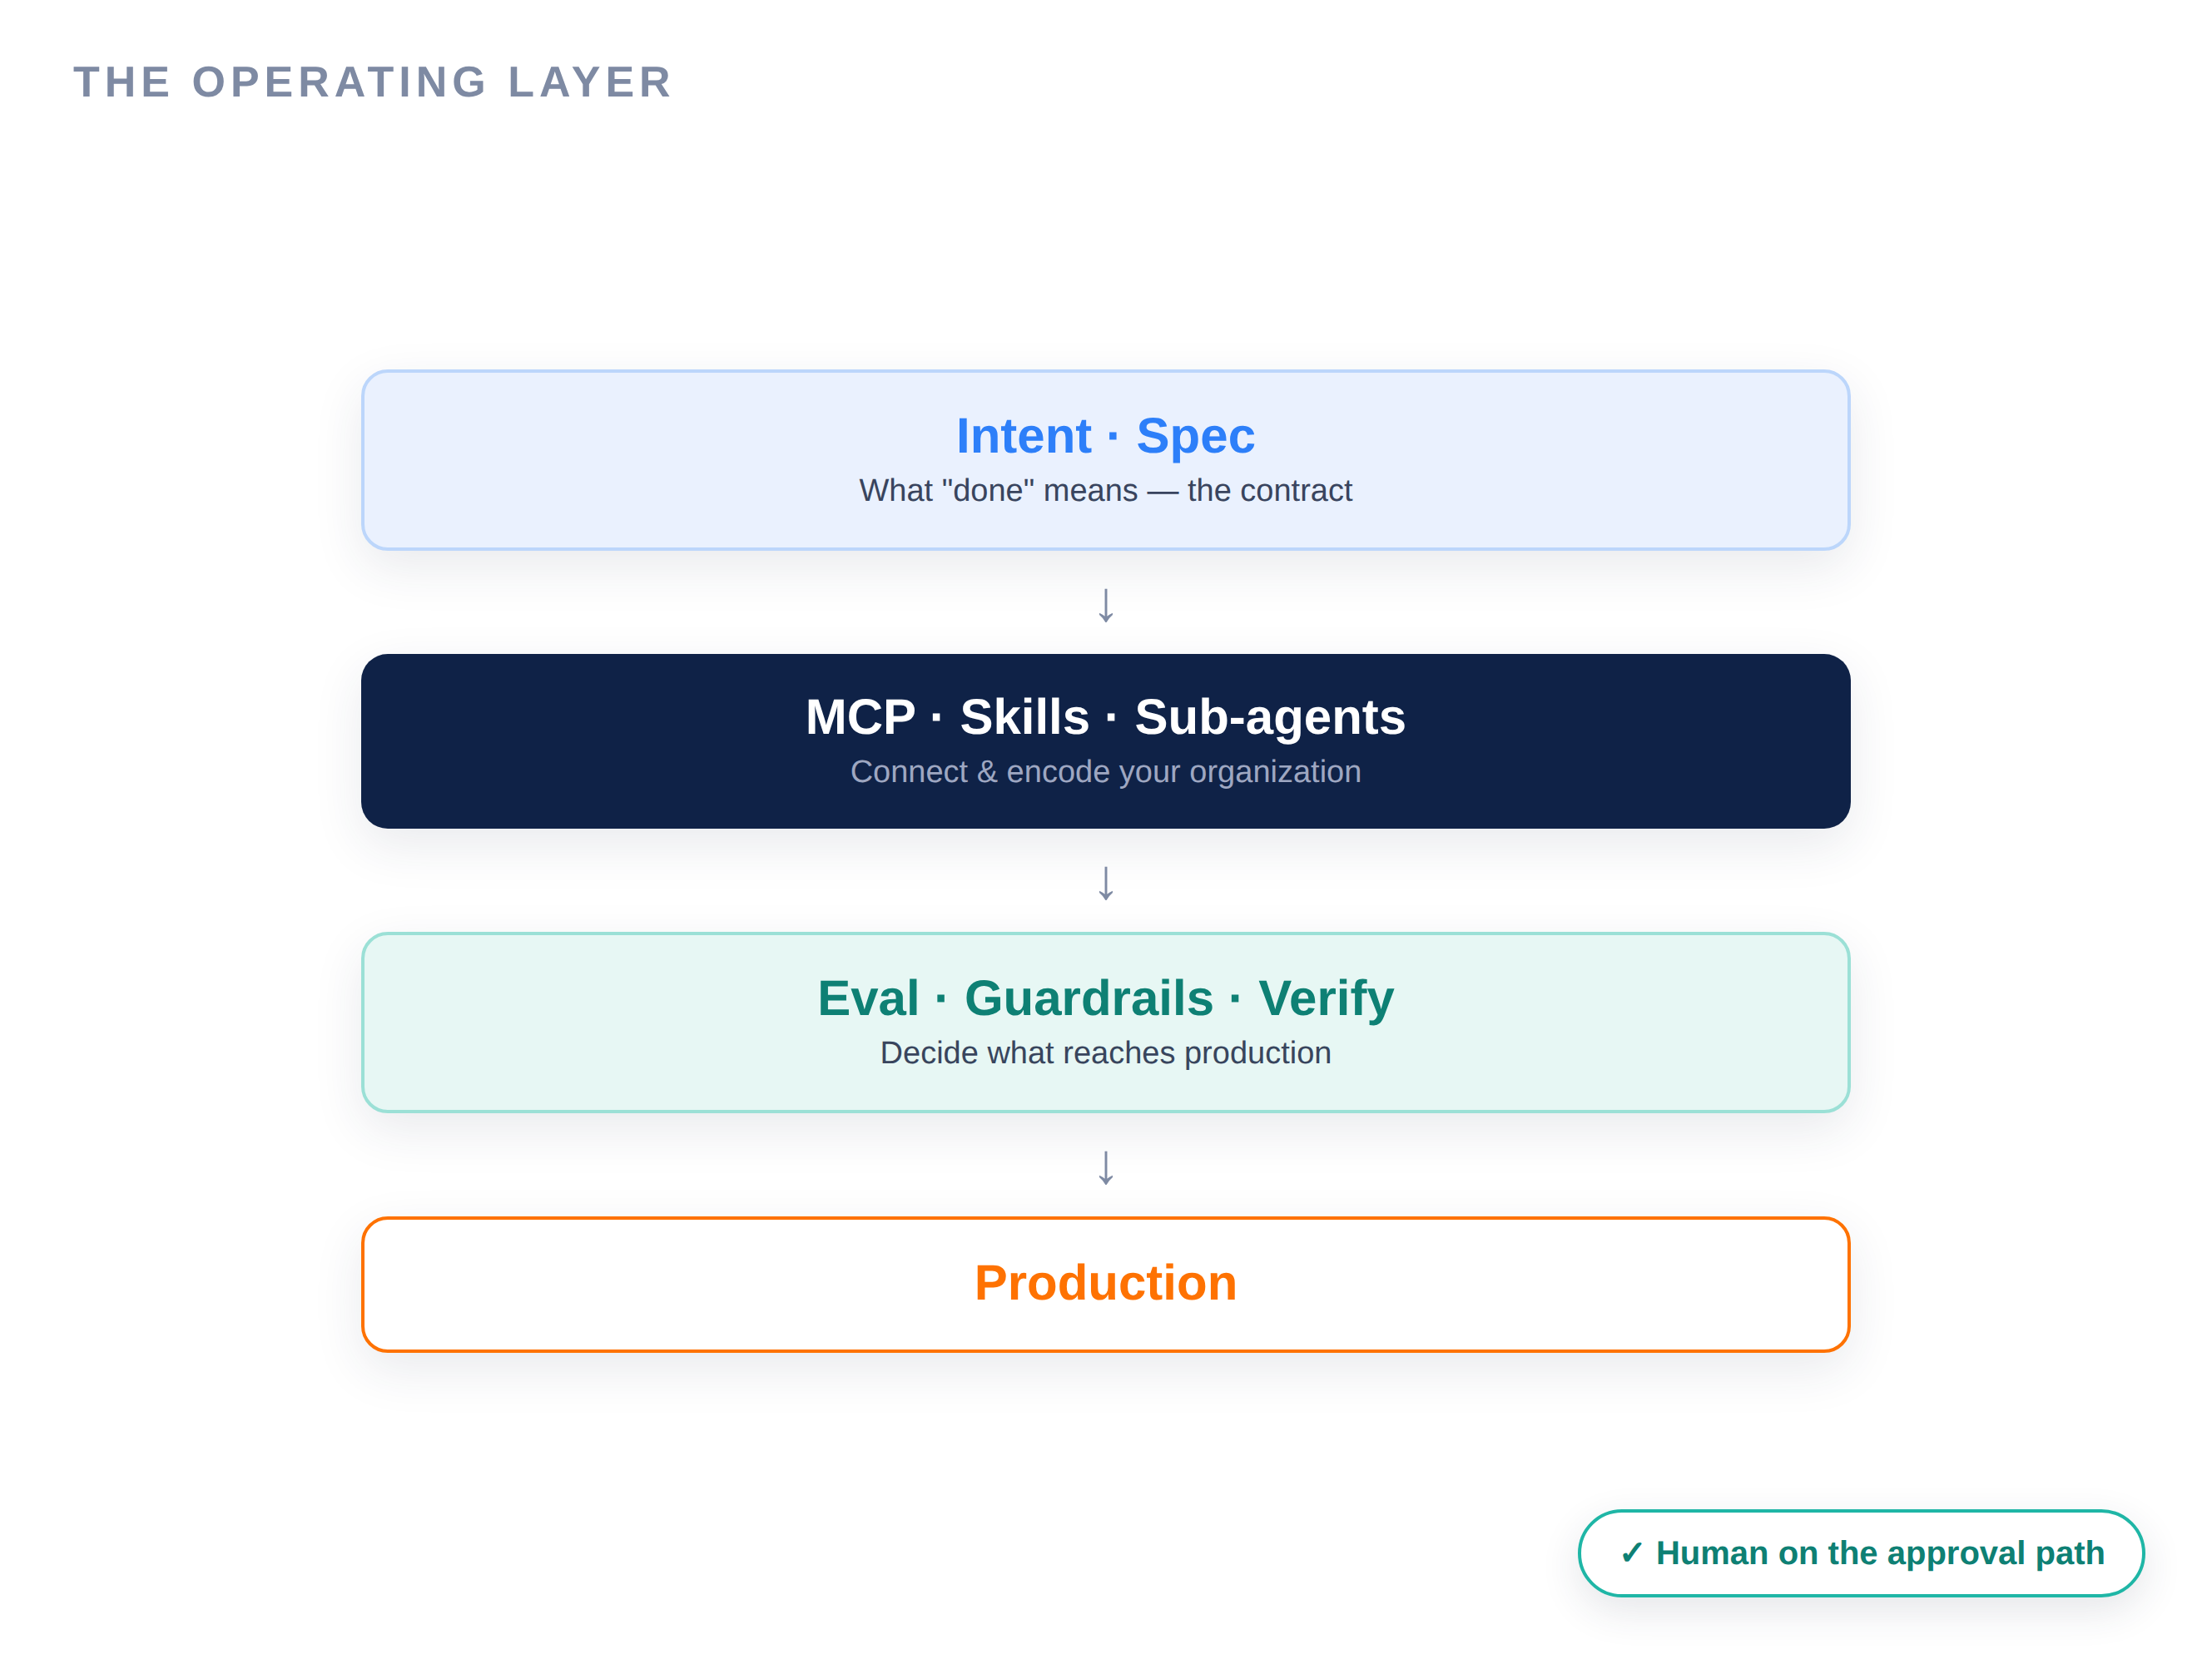 THE OPERATING LAYER
Intent · Spec
What "done" means — the contract
↓
MCP · Skills · Sub-agents
Connect & encode your organization
↓
Eval · Guardrails · Verify
Decide what reaches production
↓
Production
✓ Human on the approval path